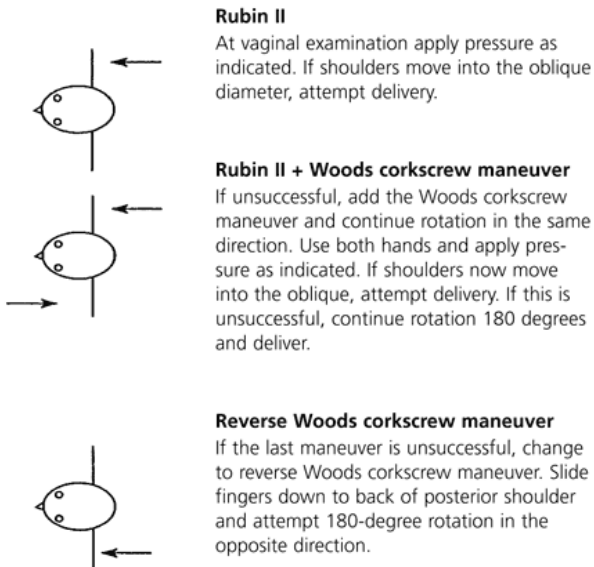 Rubin II
At vaginal examination apply pressure as
indicated. If shoulders move into the oblique
diameter, attempt delivery.
Rubin II + Woods corkscrew maneuver
If unsuccessful, add the Woods corkscrew
maneuver and continue rotation in the same
direction. Use both hands and apply pres-
sure as indicated. If shoulders now move
into the oblique, attempt delivery. If this is
unsuccessful, continue rotation 180 degrees
and deliver.
Reverse Woods corkscrew maneuver
If the last maneuver is unsuccessful, change
to reverse Woods corkscrew maneuver. Slide
fingers down to back of posterior shoulder
and attempt 180-degree rotation in the
opposite direction.